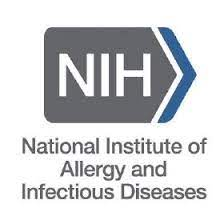 NIH
National Institute of
Allergy and
Infectious Diseases